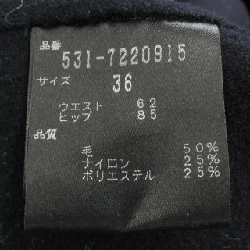 品番
531-7220915
サイズ
36
ウエスト 62
ヒップ 85
品質
毛 50%
ナイロン 25%
ポリエステル 25%